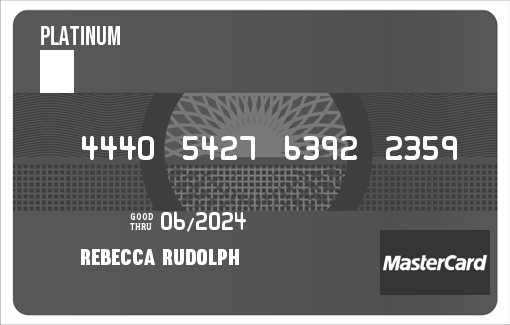 PLATINUM
4440 5427 6392 2359
GOOD THRU 06/2024
REBECCA RUDOLPH
MasterCard